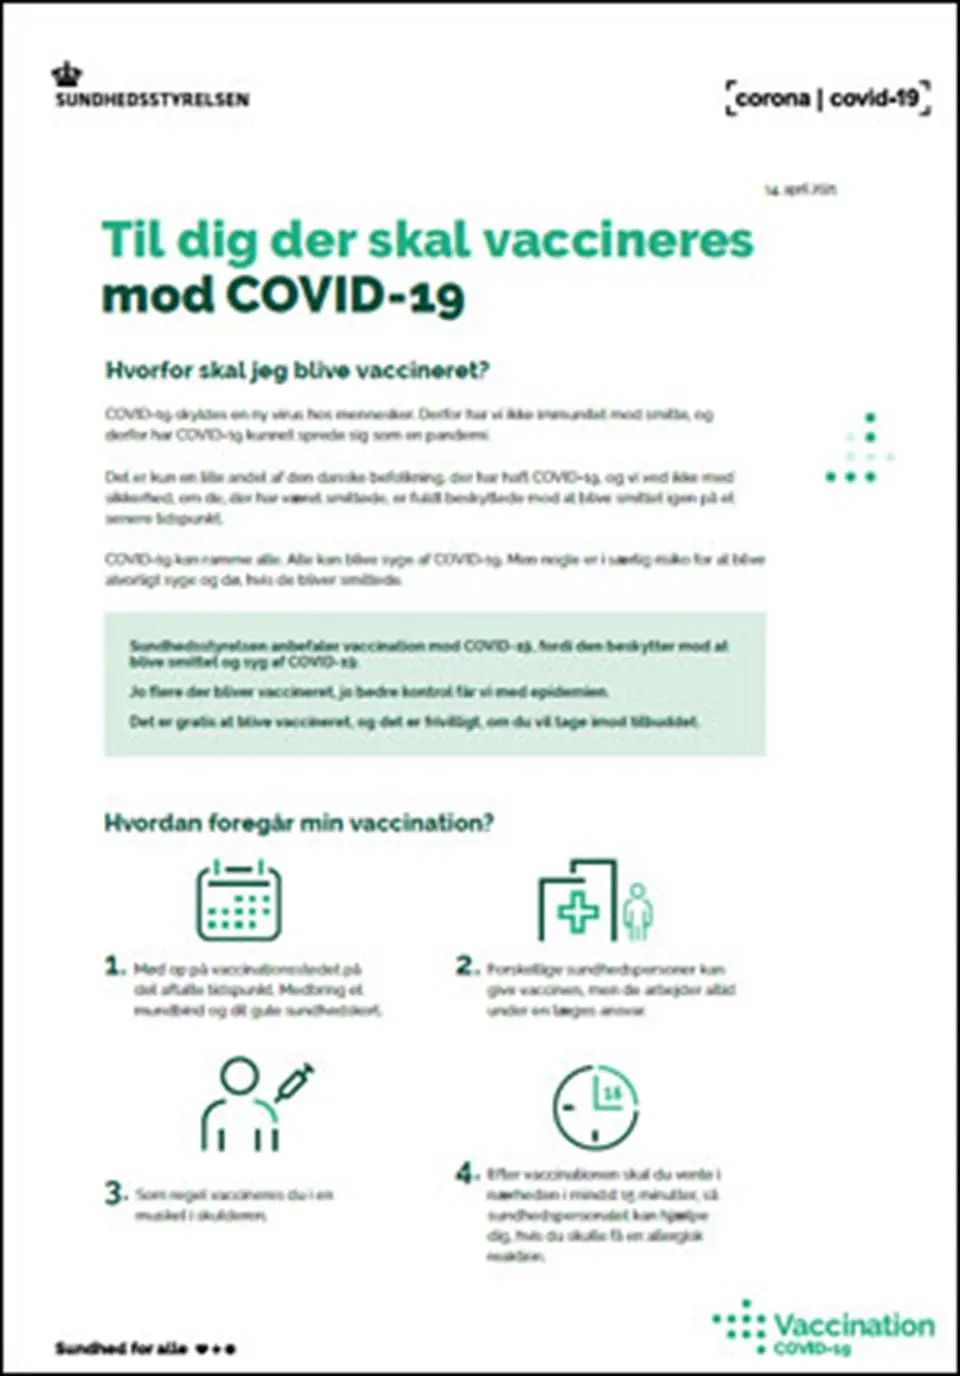 SUNDHEDSSTYRELSEN
corona | covid-19
14. april 2021
Til dig der skal vaccineres
mod COVID-19
Hvorfor skal jeg blive vaccineret?
COVID-19 skyldes en ny virus hos mennesker. Derfor har vi ikke immunitet mod smitte, og
derfor har COVID-19 kunnet sprede sig som en pandemi.
Det er kun en lille andel af den danske befolkning, der har haft COVID-19, og vi ved ikke med
sikkerhed, om de, der har været smittede, er fuldt beskyttede mod at blive smittet igen på et
senere tidspunkt.
COVID-19 kan ramme alle. Alle kan blive syge af COVID-19. Men nogle er i særlig risiko for at blive
alvorligt syge og dø, hvis de bliver smittede.
Sundhedsstyrelsen anbefaler vaccination mod COVID-19, fordi den beskytter mod at
blive smittet og syg af COVID-19.
Jo flere der bliver vaccineret, jo bedre kontrol får vi med epidemien.
Det er gratis at blive vaccineret, og det er frivilligt, om du vil tage imod tilbuddet.
Hvordan foregår min vaccination?
1. Mød op på vaccinationsstedet på
det aftalte tidspunkt. Medbring et
mundbind og dit gule sundhedskort.
2. Forskellige sundhedspersoner kan
give vaccinen, men de arbejder altid
under en læges ansvar.
3. Som regel vaccineres du i en
muskel i skulderen.
4. Efter vaccinationen skal du vente i
nærheden i mindst 15 minutter, så
sundhedspersonalet kan hjælpe
dig, hvis du skulle få en allergisk
reaktion.
Sundhed for alle
Vaccination
COVID-19